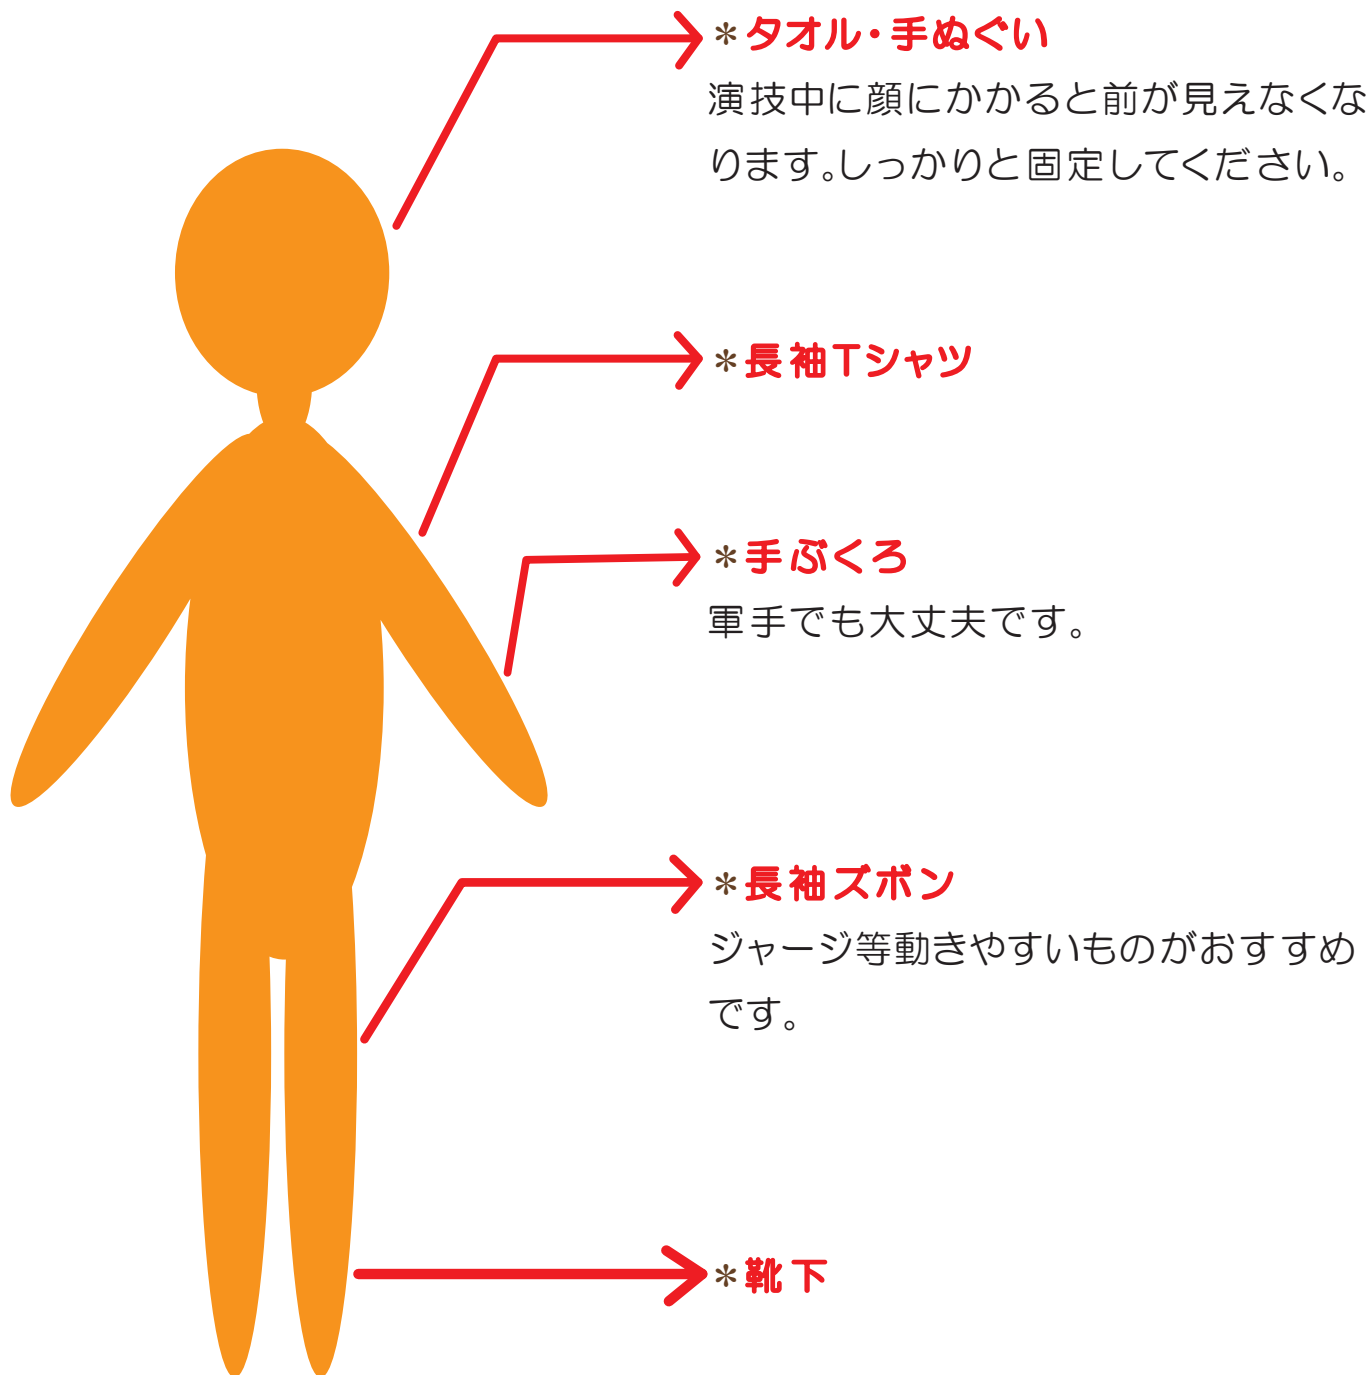 *タオル・手ぬぐい
演技中に顔にかかると前が見えなくな
ります。しっかりと固定してください。
*長袖Tシャツ
*手ぶくろ
軍手でも大丈夫です。
*長袖ズボン
ジャージ等動きやすいものがおすすめ
です。
*靴下